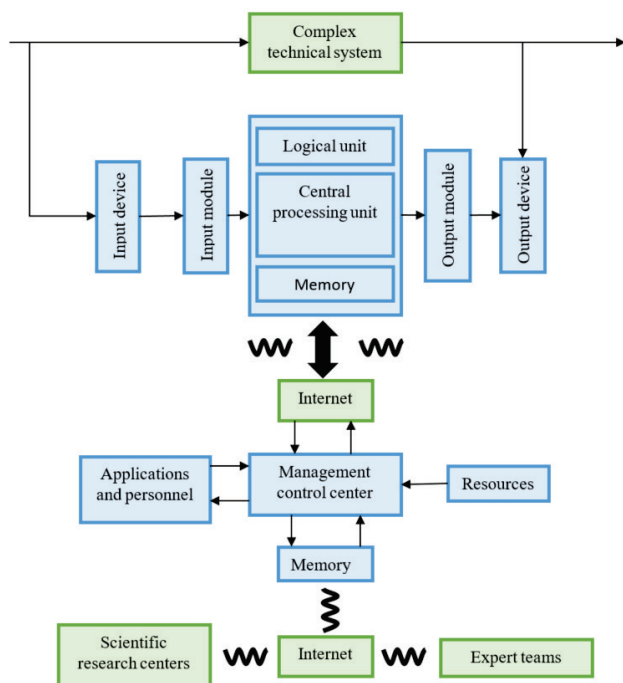 Complex
technical system
Logical unit
Central
processing unit
Memory
Input device
Input module
Output module
Output device
Internet
Applications
and personnel
Management
control center
Resources
Memory
Scientific
research centers
Internet
Expert teams